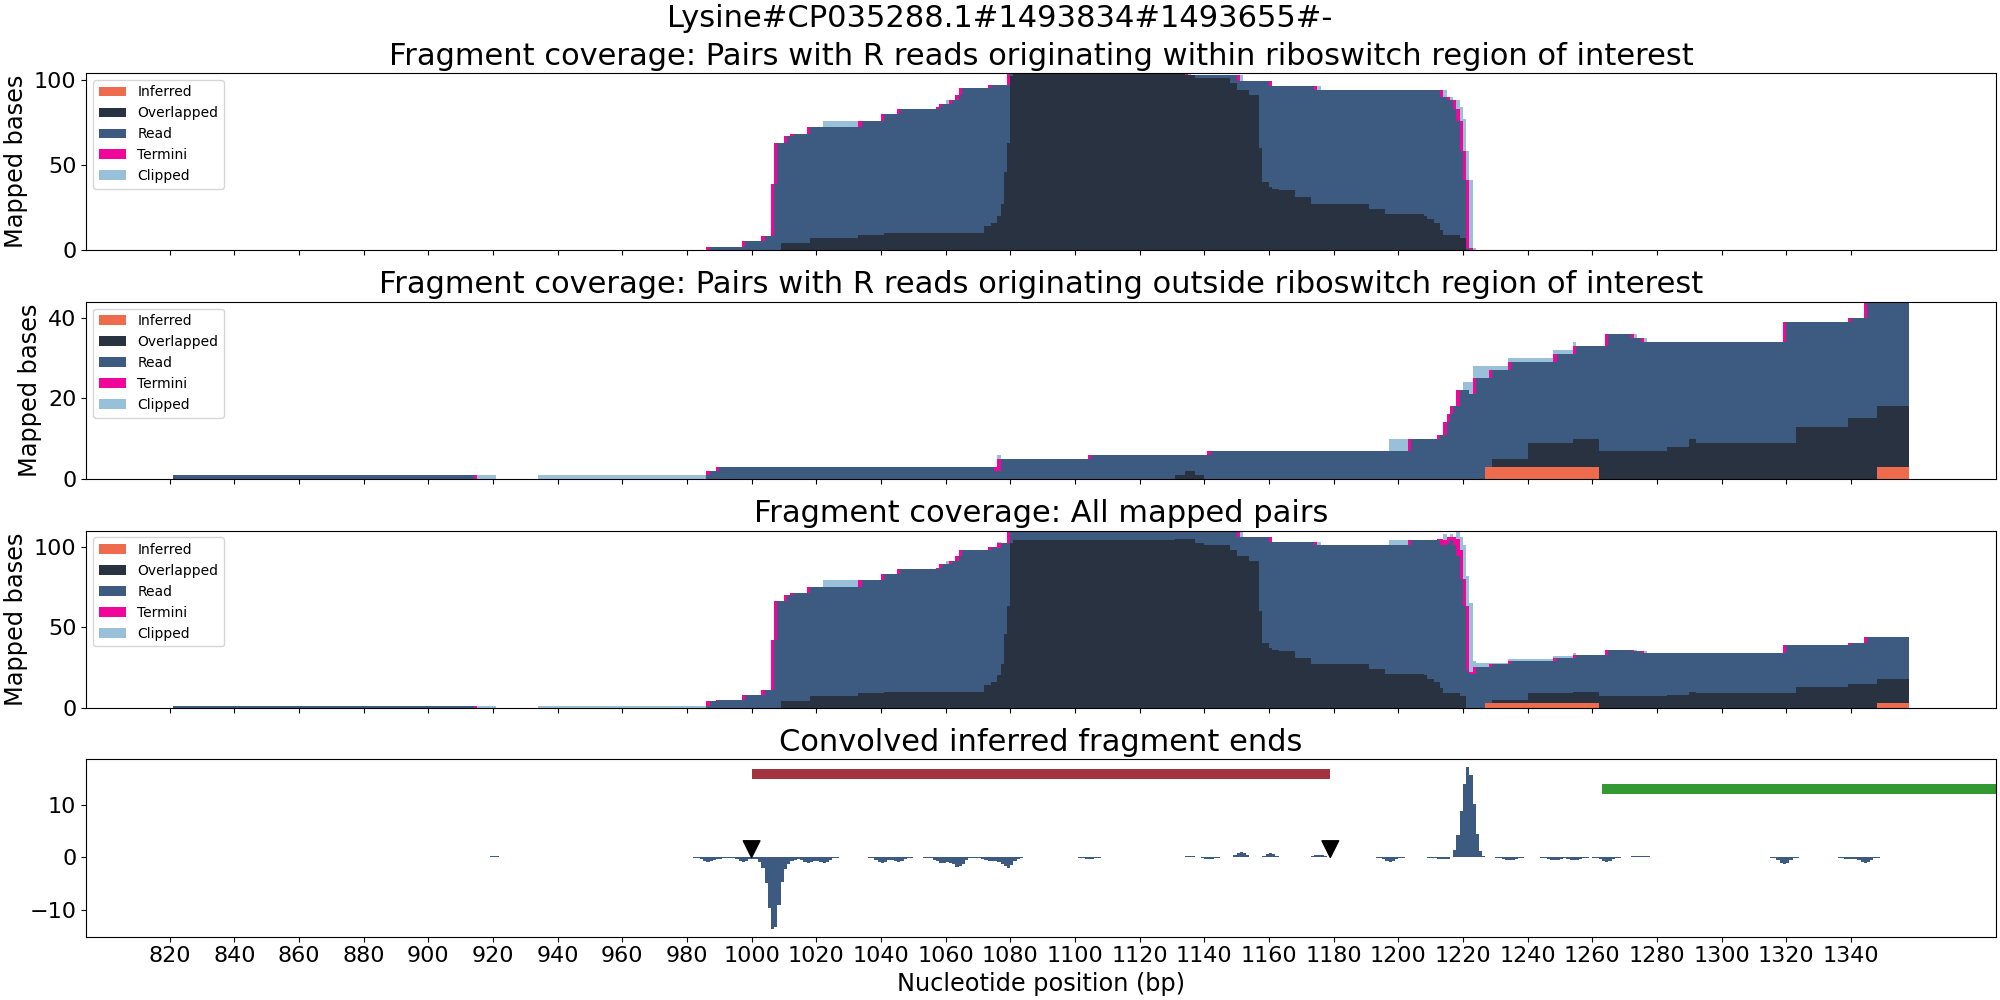 Lysine#CP035288.1#1493834#1493655#-
Fragment coverage: Pairs with R reads originating within riboswitch region of interest
Mapped bases
100
50
0
Inferred
Overlapped
Read
Termini
Clipped
Fragment coverage: Pairs with R reads originating outside riboswitch region of interest
Mapped bases
40
20
0
Inferred
Overlapped
Read
Termini
Clipped
Fragment coverage: All mapped pairs
Mapped bases
100
50
0
Inferred
Overlapped
Read
Termini
Clipped
Convolved inferred fragment ends
10
0
−10
820 840 860 880 900 920 940 960 980 1000 1020 1040 1060 1080 1100 1120 1140 1160 1180 1200 1220 1240 1260 1280 1300 1320 1340
Nucleotide position (bp)